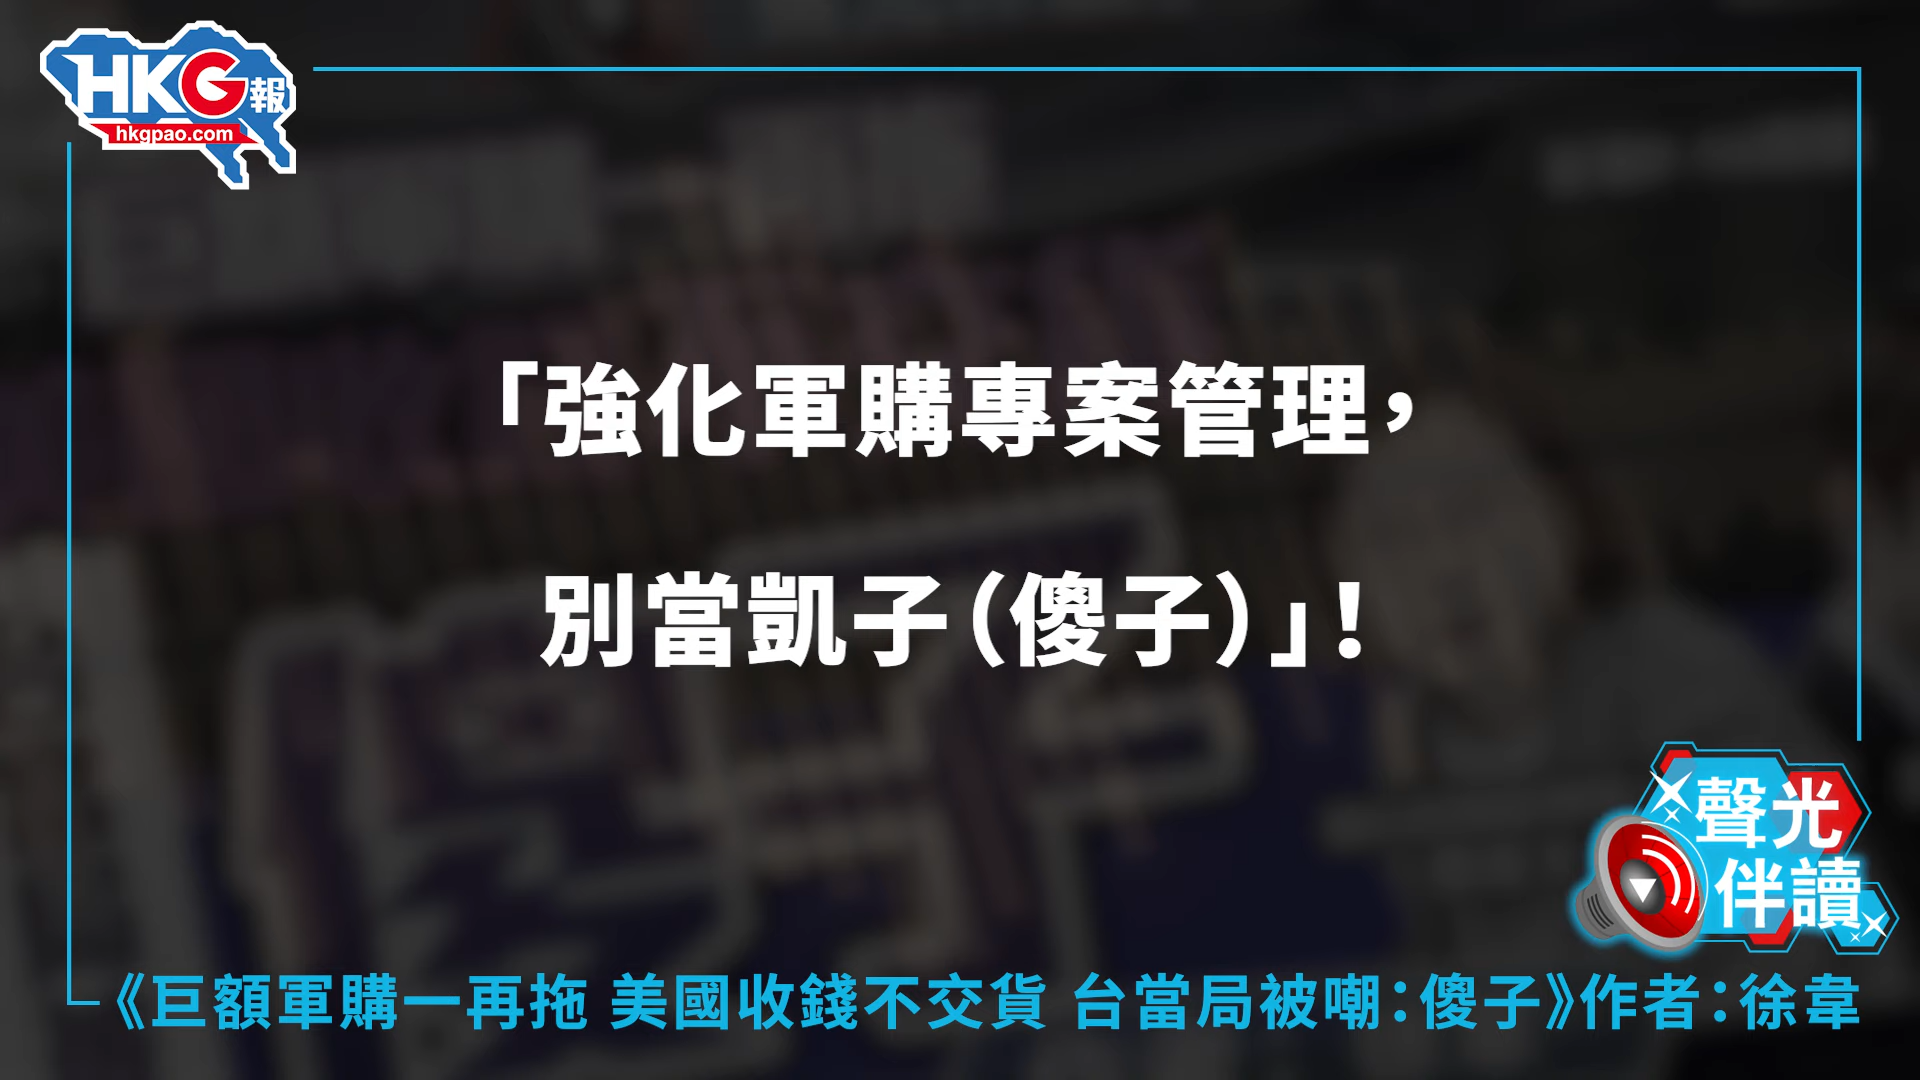 HKG報
hkgpao.com
「強化軍購專案管理，
別當凱子（傻子）」！
聲光
伴讀
《巨額軍購一再拖 美國收錢不交貨 台當局被嘲：傻子》作者：徐韋